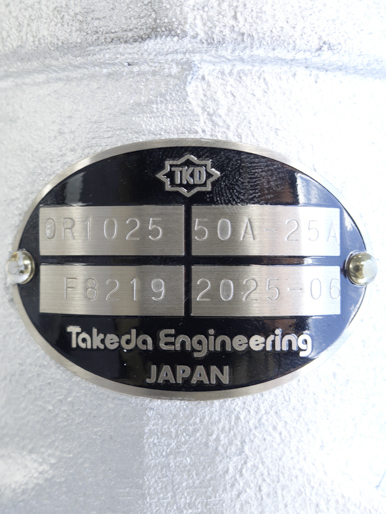 TKD
OR1025 50A 25A
F8219 2025-06
Takeda Engineering
JAPAN